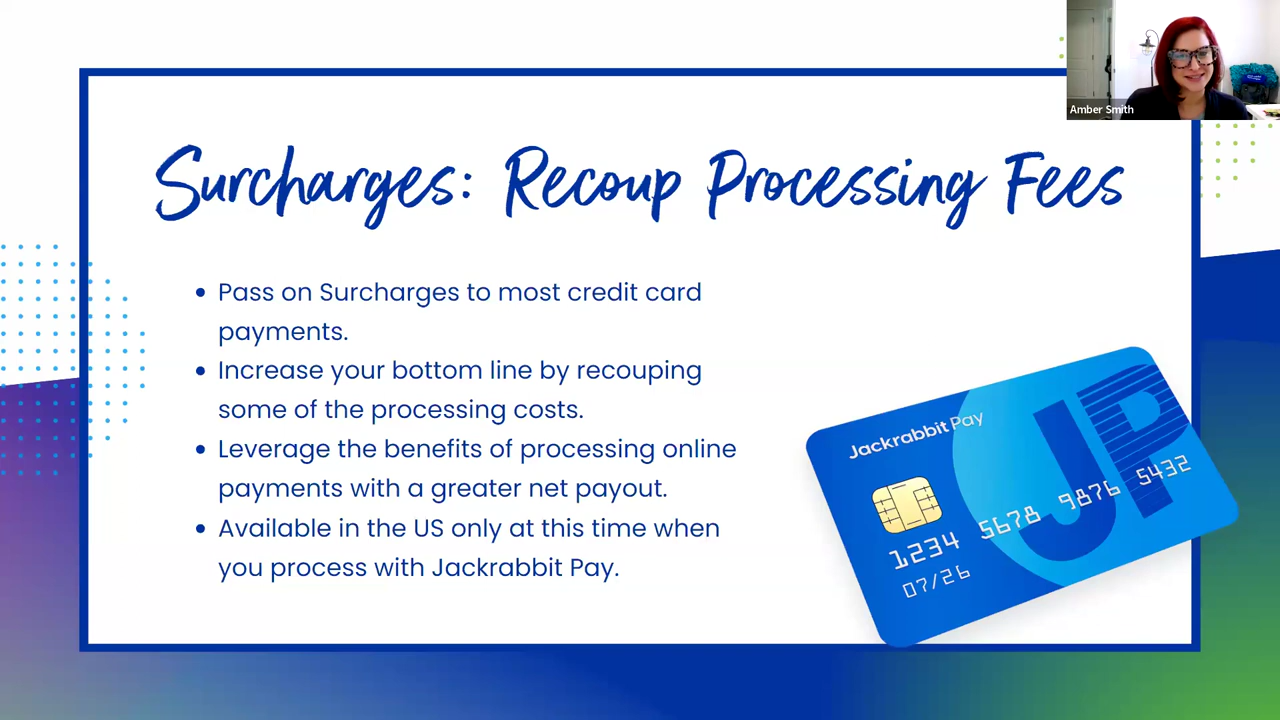 Amber Smith
Surcharges: Recoup Processing Fees
• Pass on Surcharges to most credit card
payments.
• Increase your bottom line by recouping
some of the processing costs.
• Leverage the benefits of processing online
payments with a greater net payout.
• Available in the US only at this time when
you process with Jackrabbit Pay.
Jackrabbit Pay
JP
1234 5678 9876 5432
07/26